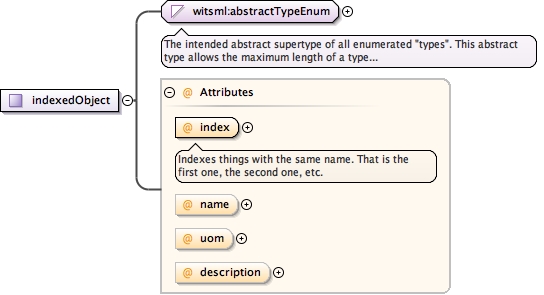 witsml:abstractTypeEnum
The intended abstract supertype of all enumerated "types". This abstract
type allows the maximum length of a type...
indexedObject
@ Attributes
@ index
Indexes things with the same name. That is the
first one, the second one, etc.
@ name
@ uom
@ description